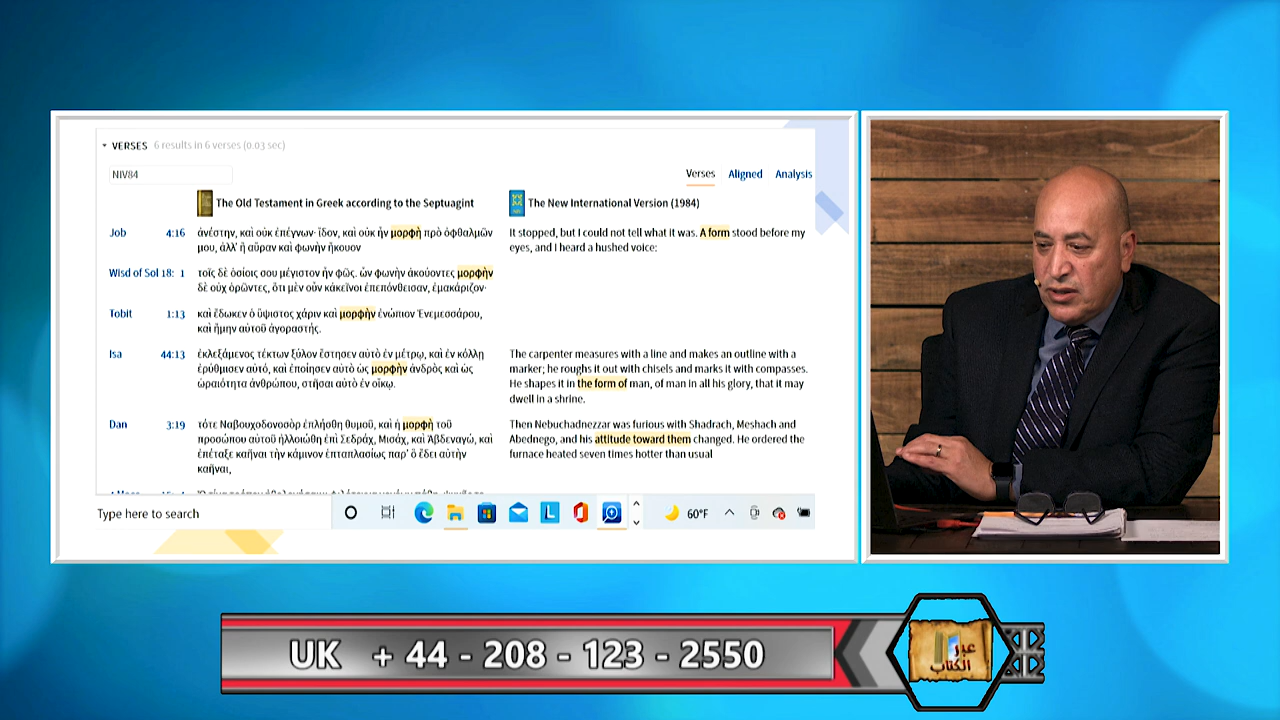 VERSES 6 results in 6 verses (0.03 sec)
NIV84
Verses Aligned Analysis
The Old Testament in Greek according to the Septuagint
The New International Version (1984)
Job 4:16
ἀνέστην, καὶ οὐκ ἐπέγνων· ἴδον, καὶ οὐκ ἦν μορφὴ πρὸ ὀφθαλμῶν
μου, ἀλλʼ ἢ αὔραν καὶ φωνὴν ἤκουον
It stopped, but I could not tell what it was. A form stood before my
eyes, and I heard a hushed voice:
Wisd of Sol 18: 1
τοῖς δὲ ὁσίοις σου μέγιστον ἦν φῶς. ὧν φωνὴν ἀκούοντες μορφὴν
δὲ οὐχ ὁρῶντες, ὅτι μὲν οὖν κἀκεῖνοι ἐπεπόνθεισαν, ἐμακάριζον·
Tobit 1:13
καὶ ἔδωκεν ὁ ὕψιστος χάριν καὶ μορφὴν ἐνώπιον Ἐνεμεσσάρου,
καὶ ἤμην αὐτοῦ ἀγοραστής.
Isa 44:13
ἐκλεξάμενος τέκτων ξύλον ἔστησεν αὐτὸ ἐν μέτρῳ, καὶ ἐν κόλλῃ
ἐρύθμισεν αὐτό, καὶ ἐποίησεν αὐτὸ ὡς μορφὴν ἀνδρὸς καὶ ὡς
ὡραιότητα ἀνθρώπου, στῆσαι αὐτὸ ἐν οἴκῳ.
The carpenter measures with a line and makes an outline with a
marker; he roughs it out with chisels and marks it with compasses.
He shapes it in the form of man, of man in all his glory, that it may
dwell in a shrine.
Dan 3:19
τότε Ναβουχοδονοσὸρ ἐπλήσθη θυμοῦ, καὶ ἡ μορφὴ τοῦ
προσώπου αὐτοῦ ἠλλοιώθη ἐπὶ Σεδράχ, Μισάχ, καὶ Ἀβδεναγώ, καὶ
ἐπέταξε καῆναι τὴν κάμινον ἑπταπλασίως παρʼ ὃ ἔδει αὐτὴν
καῆναι,
Then Nebuchadnezzar was furious with Shadrach, Meshach and
Abednego, and his attitude toward them changed. He ordered the
furnace heated seven times hotter than usual
Type here to search
60°F
UK + 44 - 208 - 123 - 2550
عبر
الكتاب